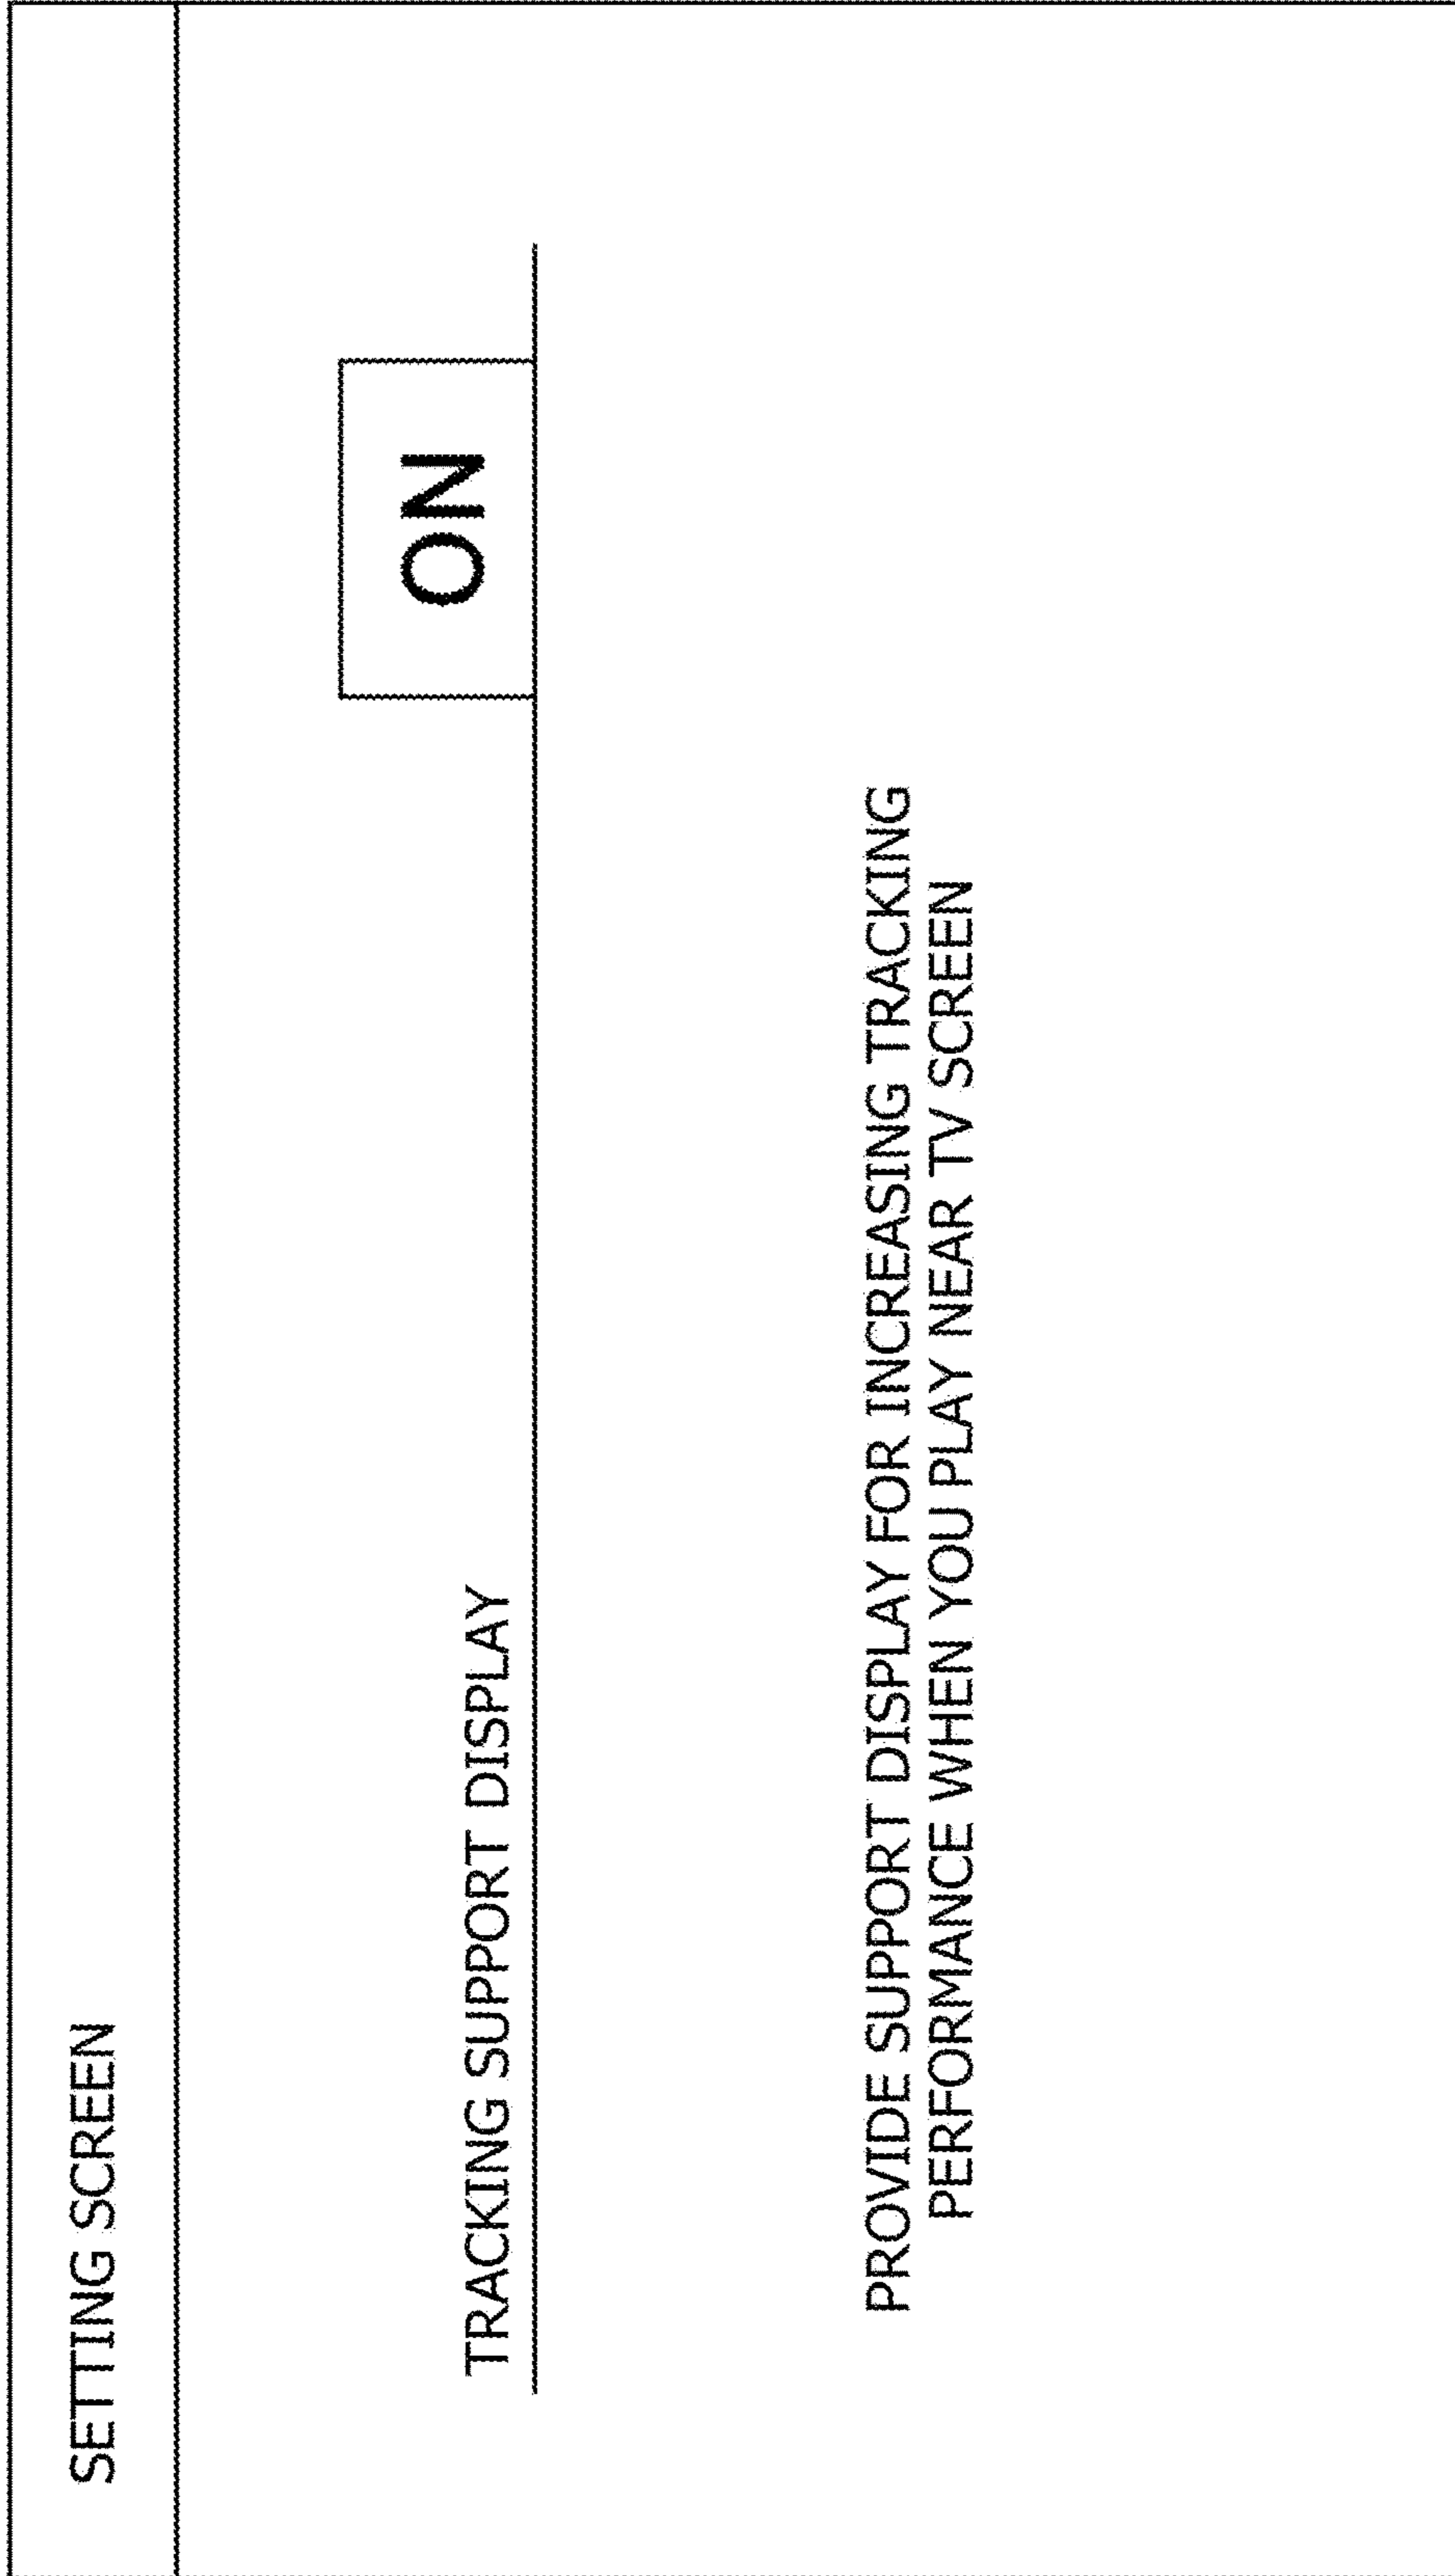 SETTING SCREEN
TRACKING SUPPORT DISPLAY
ON
PROVIDE SUPPORT DISPLAY FOR INCREASING TRACKING
PERFORMANCE WHEN YOU PLAY NEAR TV SCREEN